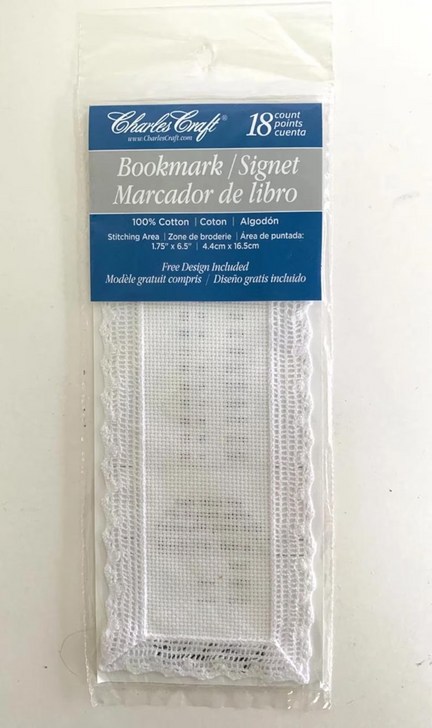 Charles Craft®
www.CharlesCraft.com
18 count
points
cuenta
Bookmark / Signet
Marcador de libro
100% Cotton | Coton | Algodón
Stitching Area | Zone de broderie | Área de puntada:
1.75" x 6.5" | 4.4cm x 16.5cm
Free Design Included
Modèle gratuit compris / Diseño gratis incluido